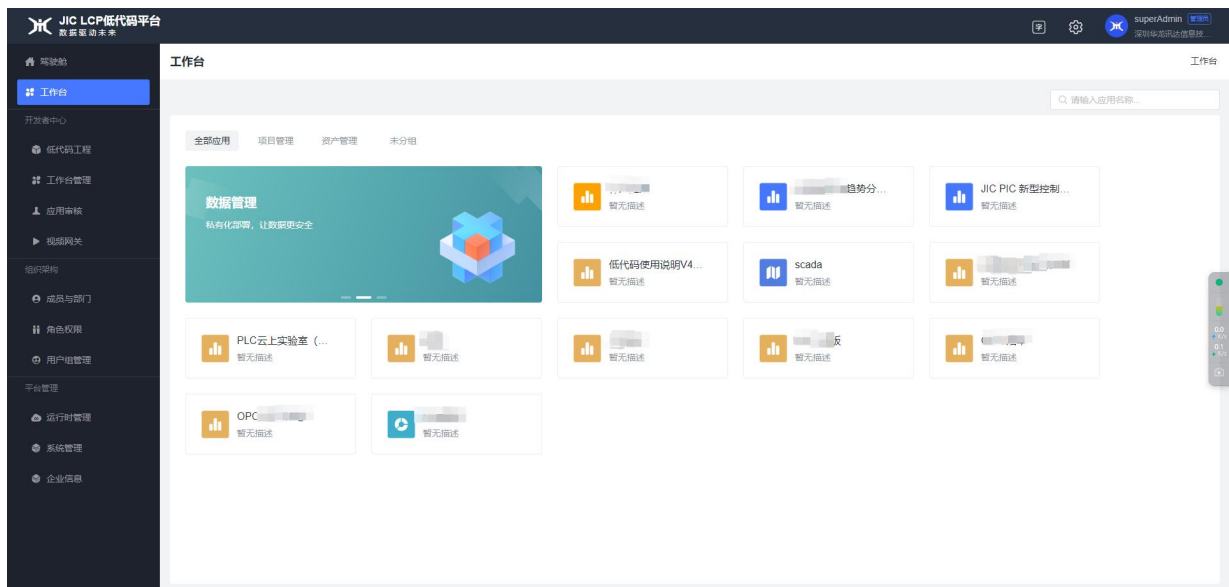 JIC LCP低代码平台
数据驱动未来
superAdmin 管理员
深圳华龙讯达信息技...
驾驶舱
工作台
开发者中心
低代码工程
工作台管理
应用审核
视频网关
组织架构
成员与部门
角色权限
用户组管理
平台管理
运行时管理
系统管理
企业信息
工作台
工作台
请输入应用名称...
全部应用 项目管理 资产管理 未分组
数据管理
私有化部署，让数据更安全
暂无描述
趋势分...
暂无描述
JIC PIC 新型控制...
暂无描述
低代码使用说明V4...
暂无描述
scada
暂无描述
暂无描述
PLC云上实验室（...
暂无描述
暂无描述
暂无描述
板
暂无描述
暂无描述
OPC
暂无描述
暂无描述
0.0
K/s
0.1
K/s